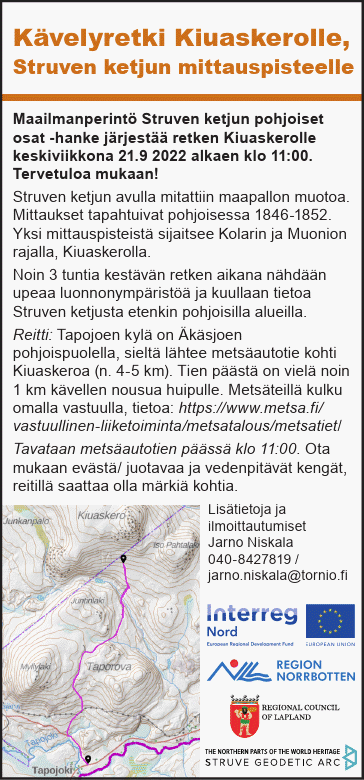 Kävelyretki Kiuaskerolle,
Struven ketjun mittauspisteelle
Maailmanperintö Struven ketjun pohjoiset
osat -hanke järjestää retken Kiuaskerolle
keskiviikkona 21.9 2022 alkaen klo 11:00.
Tervetuloa mukaan!
Struven ketjun avulla mitattiin maapallon muotoa.
Mittaukset tapahtuivat pohjoisessa 1846-1852.
Yksi mittauspisteistä sijaitsee Kolarin ja Muonion
rajalla, Kiuaskerolla.
Noin 3 tuntia kestävän retken aikana nähdään
upeaa luonnonympäristöä ja kuullaan tietoa
Struven ketjusta etenkin pohjoisilla alueilla.
Reitti: Tapojoen kylä on Äkäsjoen
pohjoispuolella, sieltä lähtee metsäautotie kohti
Kiuaskeroa (n. 4-5 km). Tien päästä on vielä noin
1 km kävellen nousua huipulle. Metsäteillä kulku
omalla vastuulla, tietoa: https://www.metsa.fi/
vastuullinen-liiketoiminta/metsatalous/metsatiet/
Tavataan metsäautotien päässä klo 11:00. Ota
mukaan evästä/ juotavaa ja vedenpitävät kengät,
reitillä saattaa olla märkiä kohtia.
Lisätietoja ja
ilmoittautumiset
Jarno Niskala
040-8427819 /
jarno.niskala@tornio.fi
Junkanpalo
Kiuaskero
Iso Pahtalaki
Juntinlaki
Myllylaki
Taporova
Tapojoki
Tapojoki
Interreg
Nord
European Regional Development Fund
EUROPEAN UNION
REGION
NORRBOTTEN
REGIONAL COUNCIL
OF LAPLAND
THE NORTHERN PARTS OF THE WORLD HERITAGE
STRUVE GEODETIC ARC